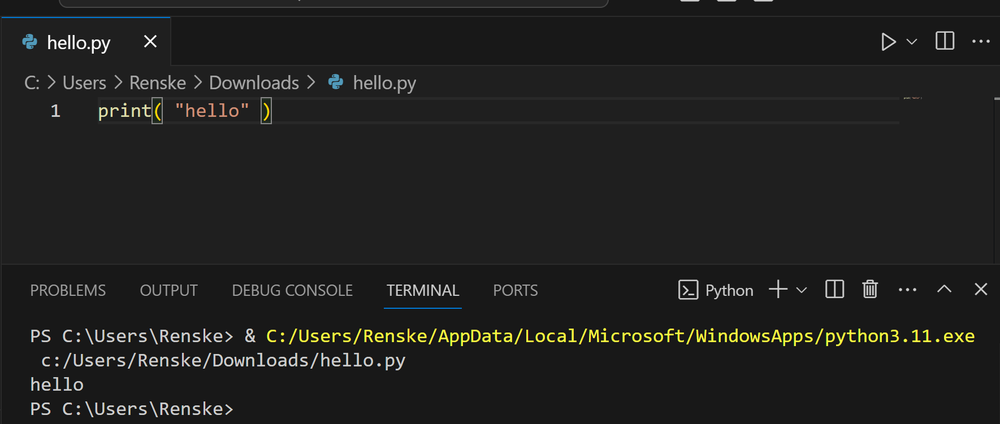 hello.py
C: > Users > Renske > Downloads > hello.py
1 print( "hello" )
PROBLEMS OUTPUT DEBUG CONSOLE TERMINAL PORTS Python
PS C:\Users\Renske> & C:/Users/Renske/AppData/Local/Microsoft/WindowsApps/python3.11.exe
c:/Users/Renske/Downloads/hello.py
hello
PS C:\Users\Renske>